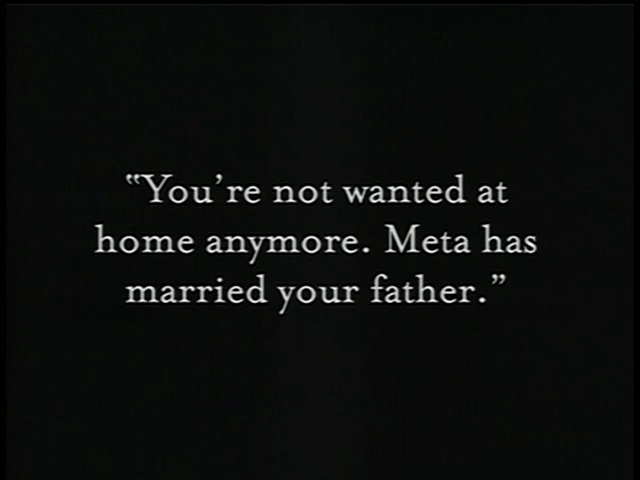 “You’re not wanted at
home anymore. Meta has
married your father.”